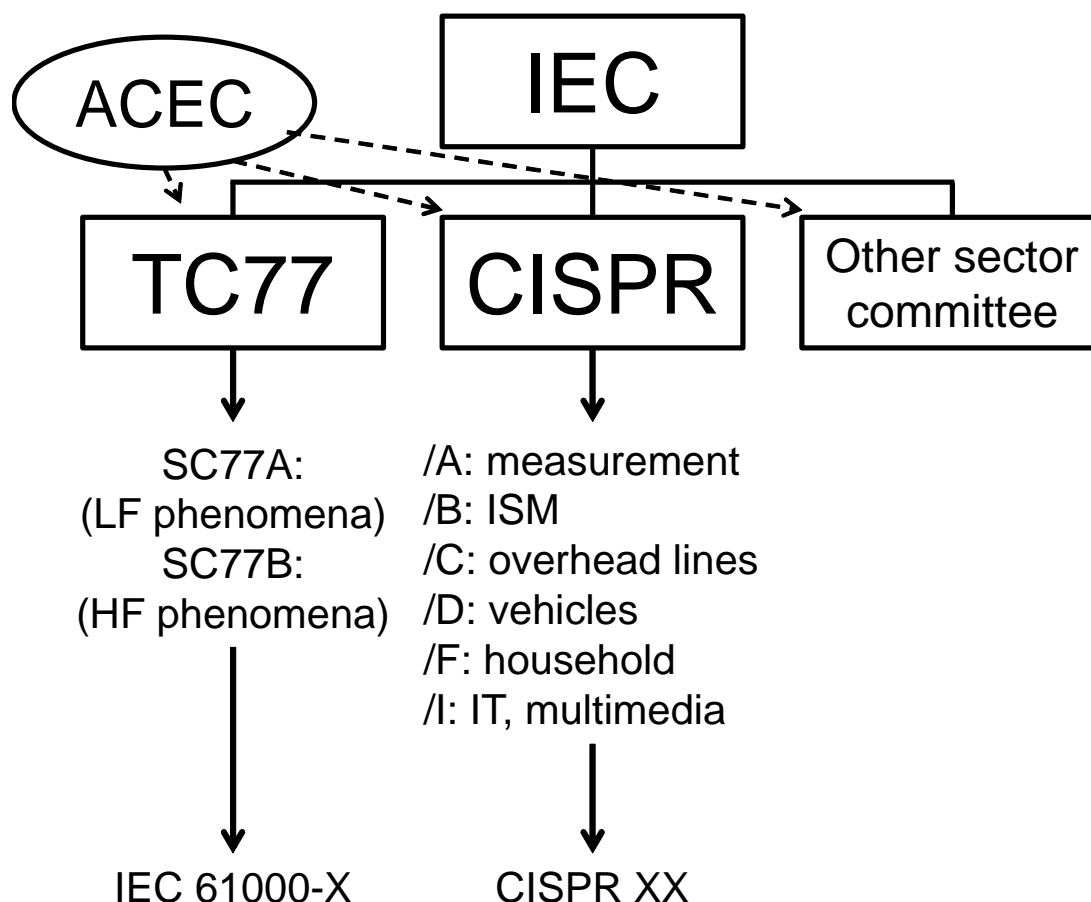 ACEC
IEC
TC77
CISPR
Other sector
committee
SC77A:
(LF phenomena)
SC77B:
(HF phenomena)
/A: measurement
/B: ISM
/C: overhead lines
/D: vehicles
/F: household
/I: IT, multimedia
IEC 61000-X
CISPR XX